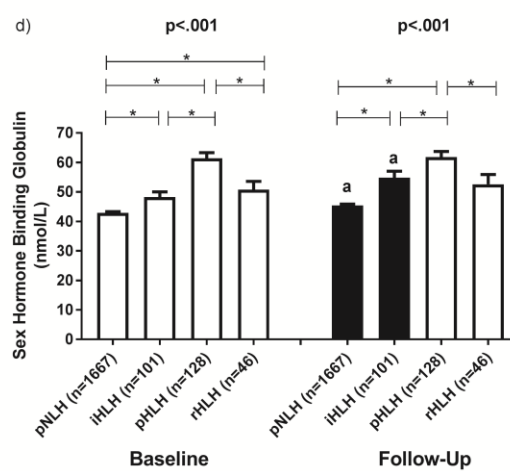 d)
p<.001
p<.001
*
*
*
*
*
*
*
*
*
Sex Hormone Binding Globulin
(nmol/L)
70
60
50
40
30
20
10
0
a
a
pNLH (n=1667)
iHLH (n=101)
pHLH (n=128)
rHLH (n=46)
pNLH (n=1667)
iHLH (n=101)
pHLH (n=128)
rHLH (n=46)
Baseline
Follow-Up